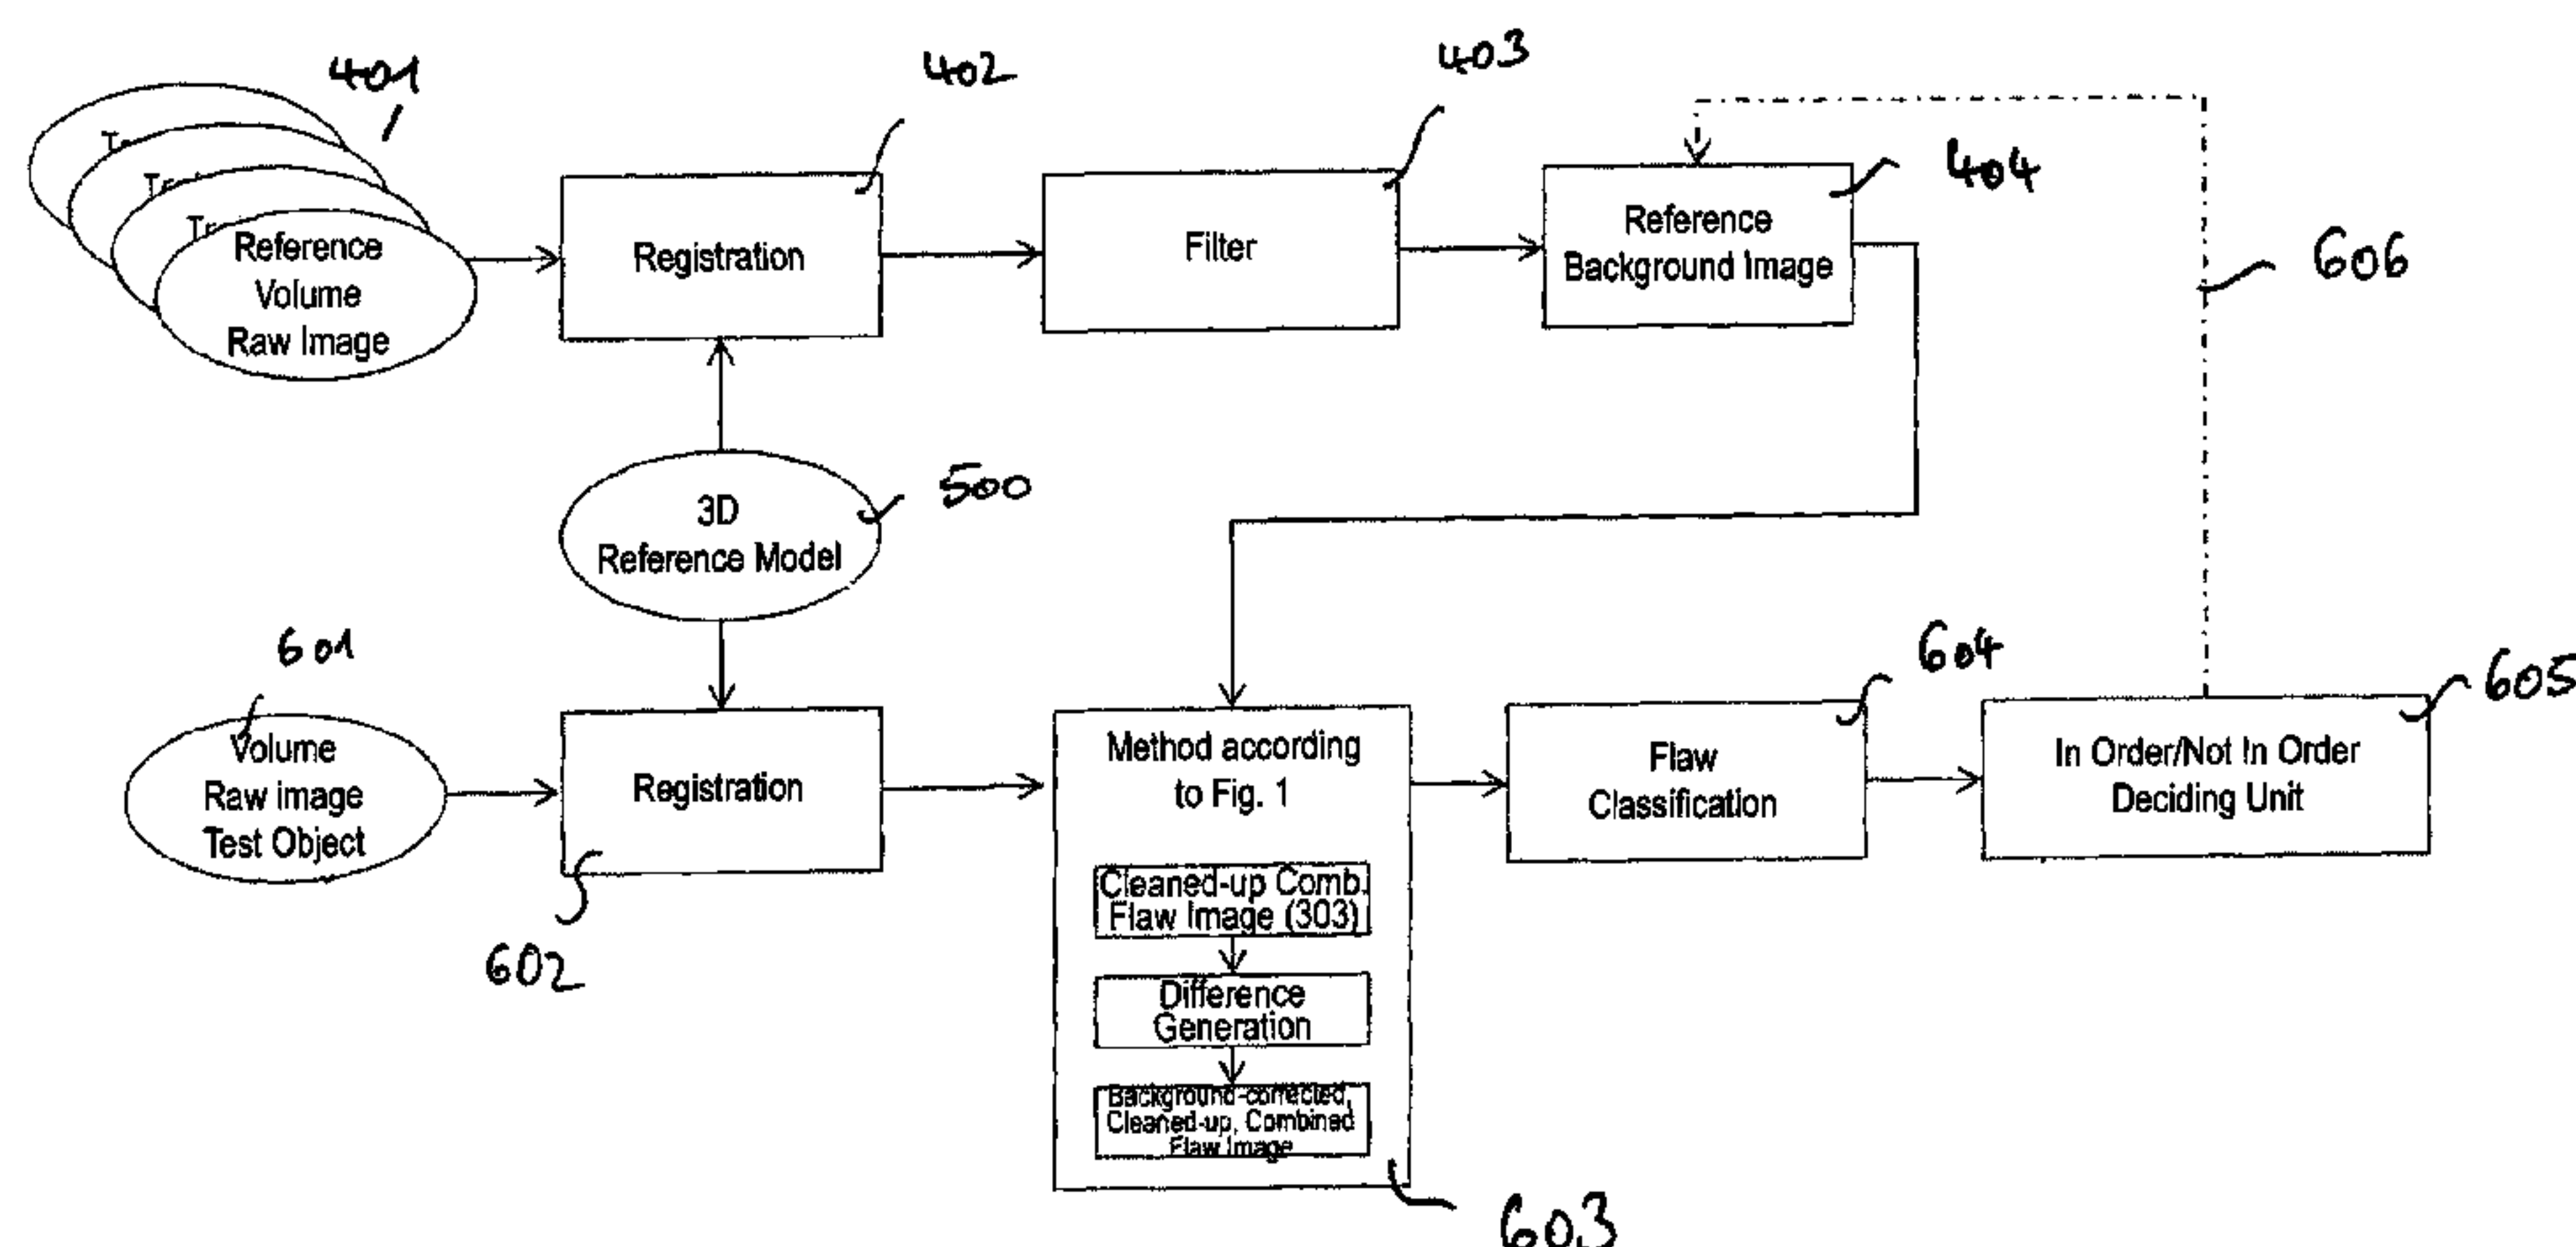 401
402
403
404
606
Reference
Volume
Raw Image
Registration
Filter
Reference
Background Image
3D
Reference Model
500
601
Volume
Raw image
Test Object
Registration
602
Method according
to Fig. 1
Cleaned-up Comb.
Flaw Image (303)
Difference
Generation
Background-corrected,
Cleaned-up, Combined
Flaw Image
603
Flaw
Classification
604
In Order/Not In Order
Deciding Unit
605